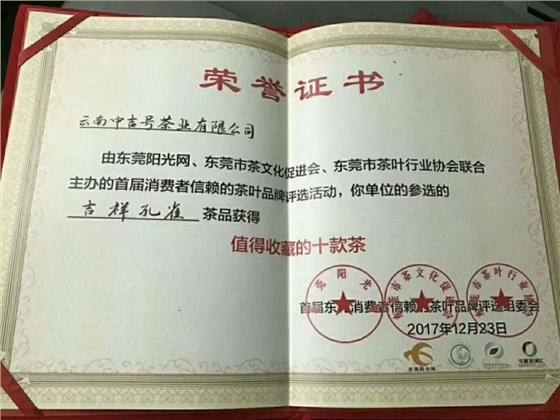 荣誉证书
云南中吉号茶业有限公司
由东莞阳光网、东莞市茶文化促进会、东莞市茶叶行业协会联合
主办的首届消费者信赖的茶叶品牌评选活动，你单位的参选的
吉祥孔雀 茶品获得
值得收藏的十款茶
首届东莞消费者信赖的茶叶品牌评选组委会
2017年12月23日